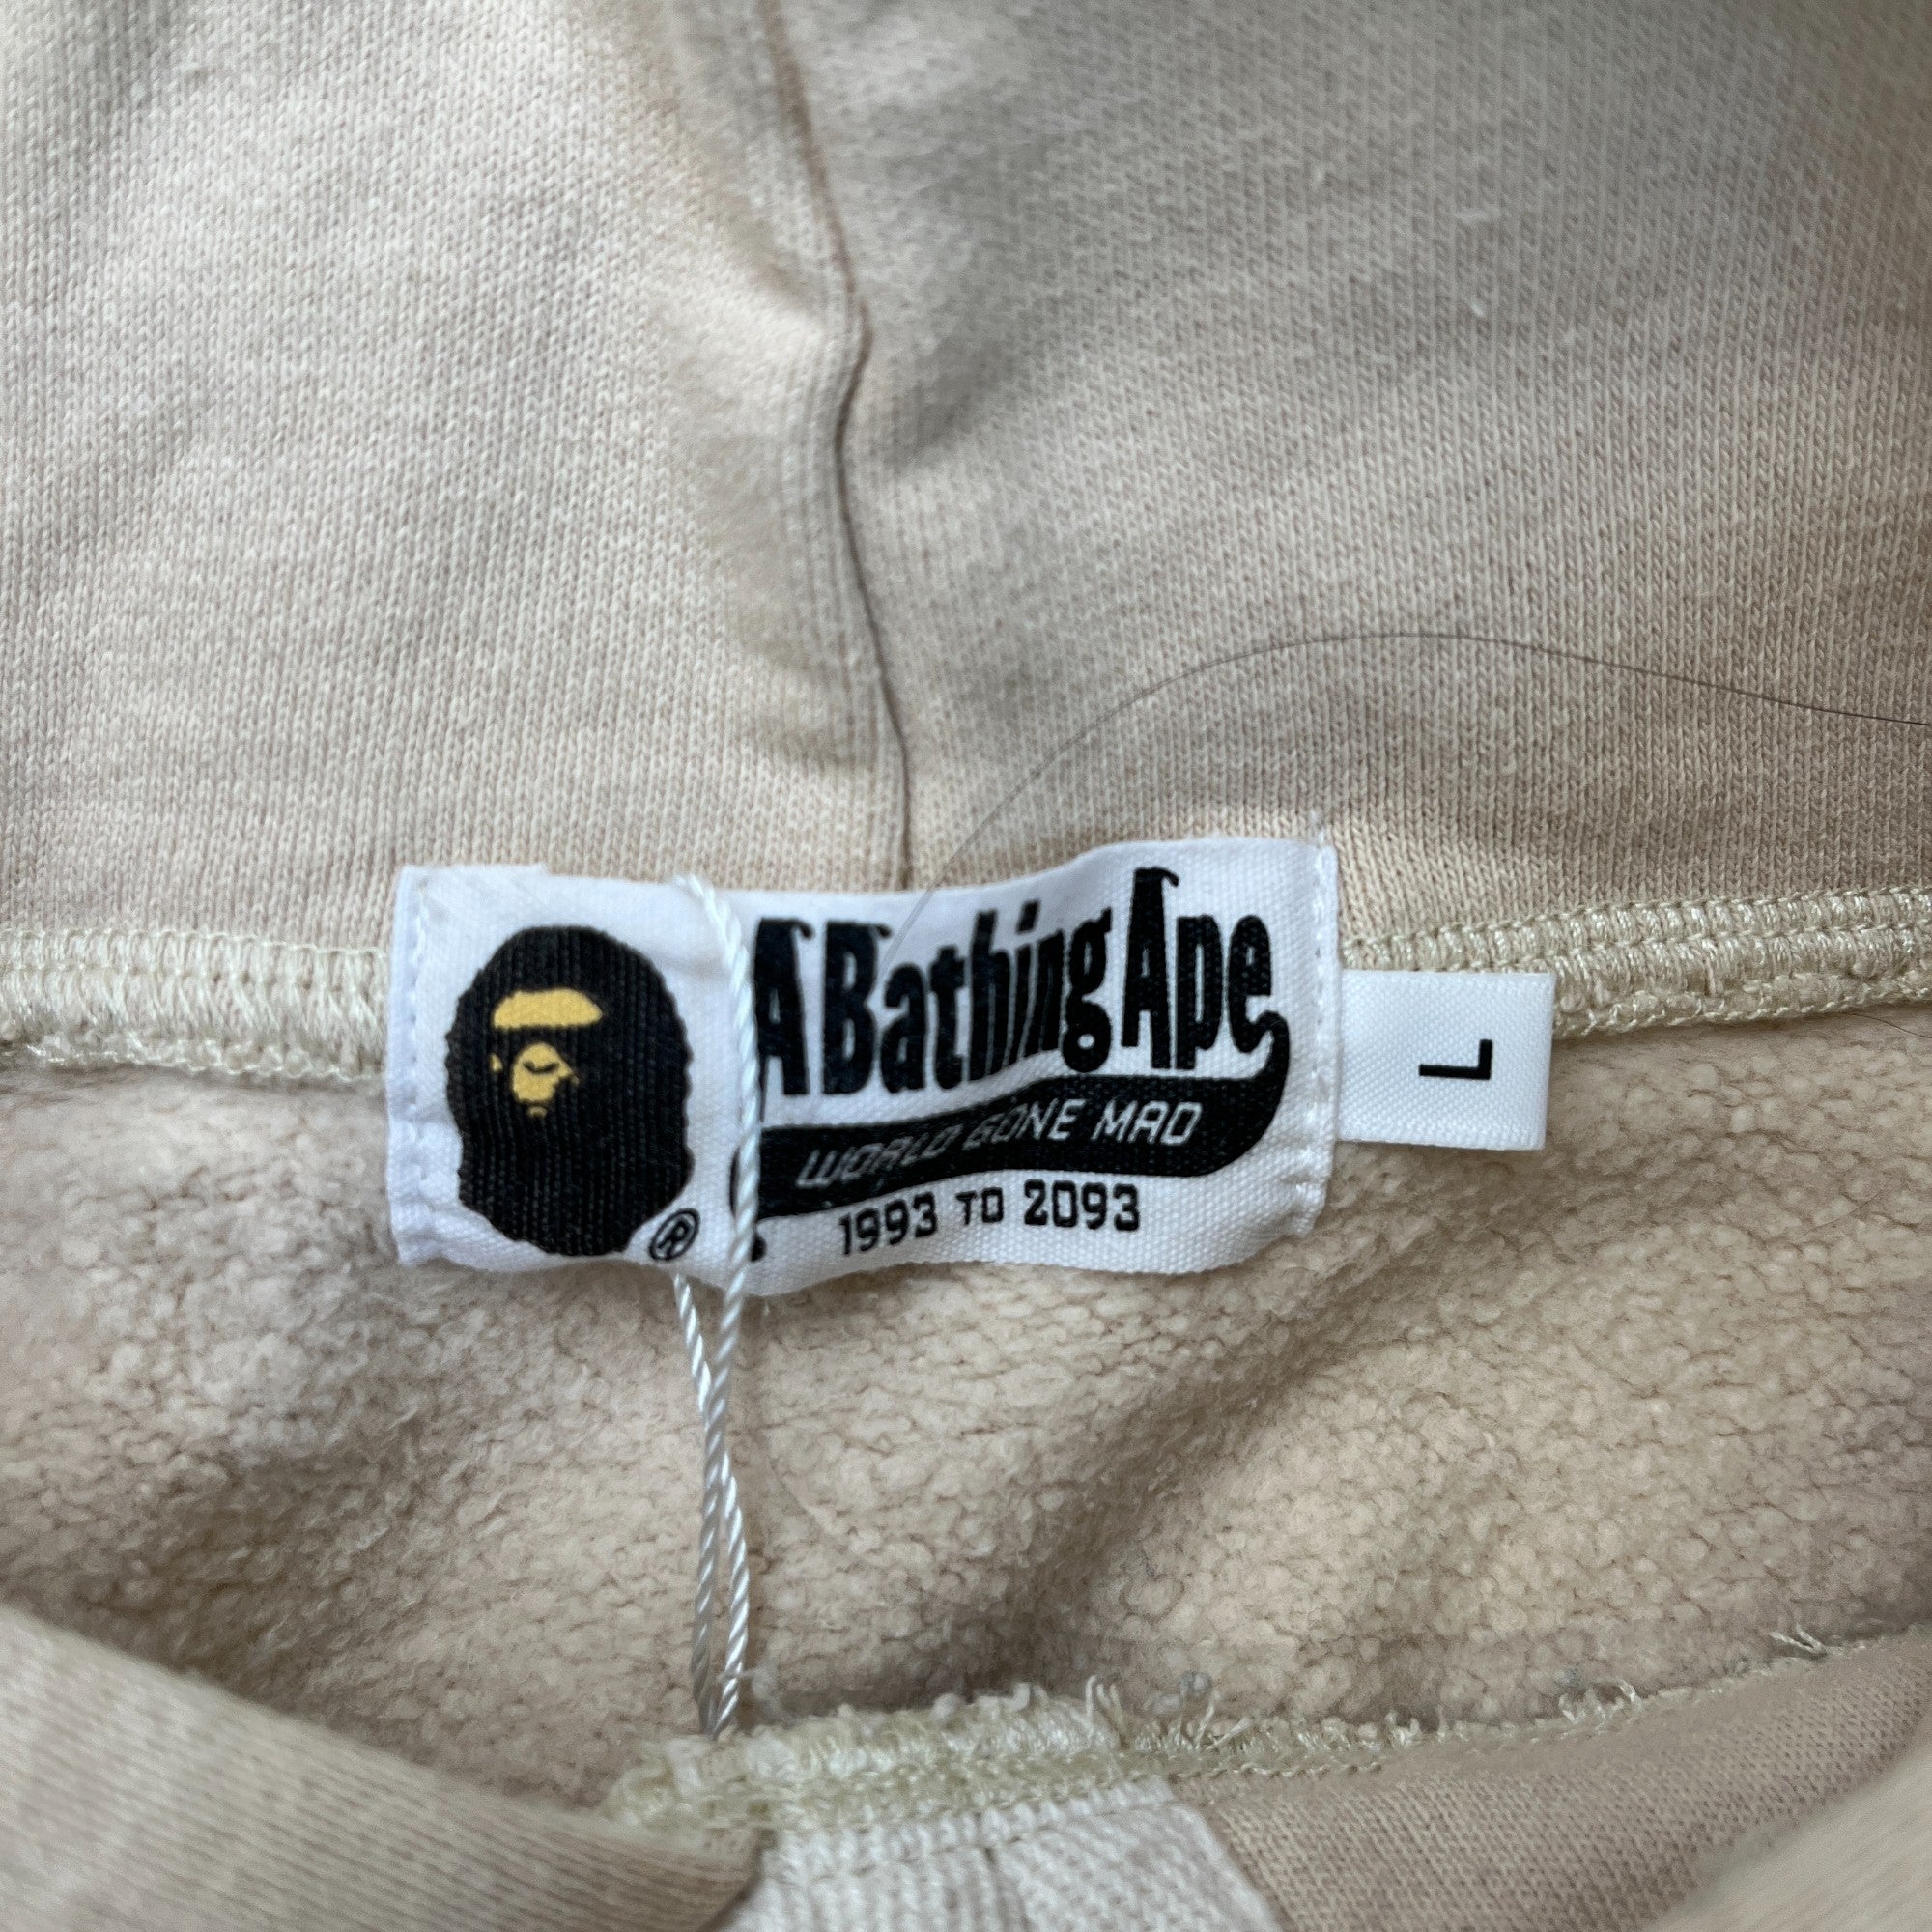 A Bathing Ape
WORLD GONE MAD
1993 TO 2093
®
L